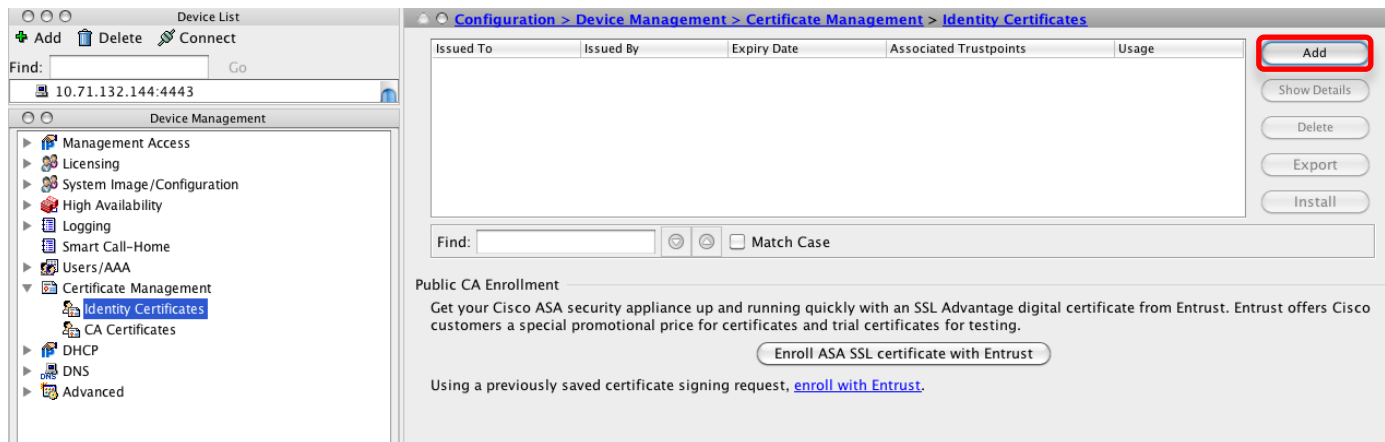 Device List
Add Delete Connect
Find: Go
10.71.132.144:4443
Device Management
Management Access
Licensing
System Image/Configuration
High Availability
Logging
Smart Call-Home
Users/AAA
Certificate Management
Identity Certificates
CA Certificates
DHCP
DNS DNS
Advanced
Configuration > Device Management > Certificate Management > Identity Certificates
Issued To Issued By Expiry Date Associated Trustpoints Usage
Add
Show Details
Delete
Export
Install
Find: Match Case
Public CA Enrollment
Get your Cisco ASA security appliance up and running quickly with an SSL Advantage digital certificate from Entrust. Entrust offers Cisco
customers a special promotional price for certificates and trial certificates for testing.
Enroll ASA SSL certificate with Entrust
Using a previously saved certificate signing request, enroll with Entrust.